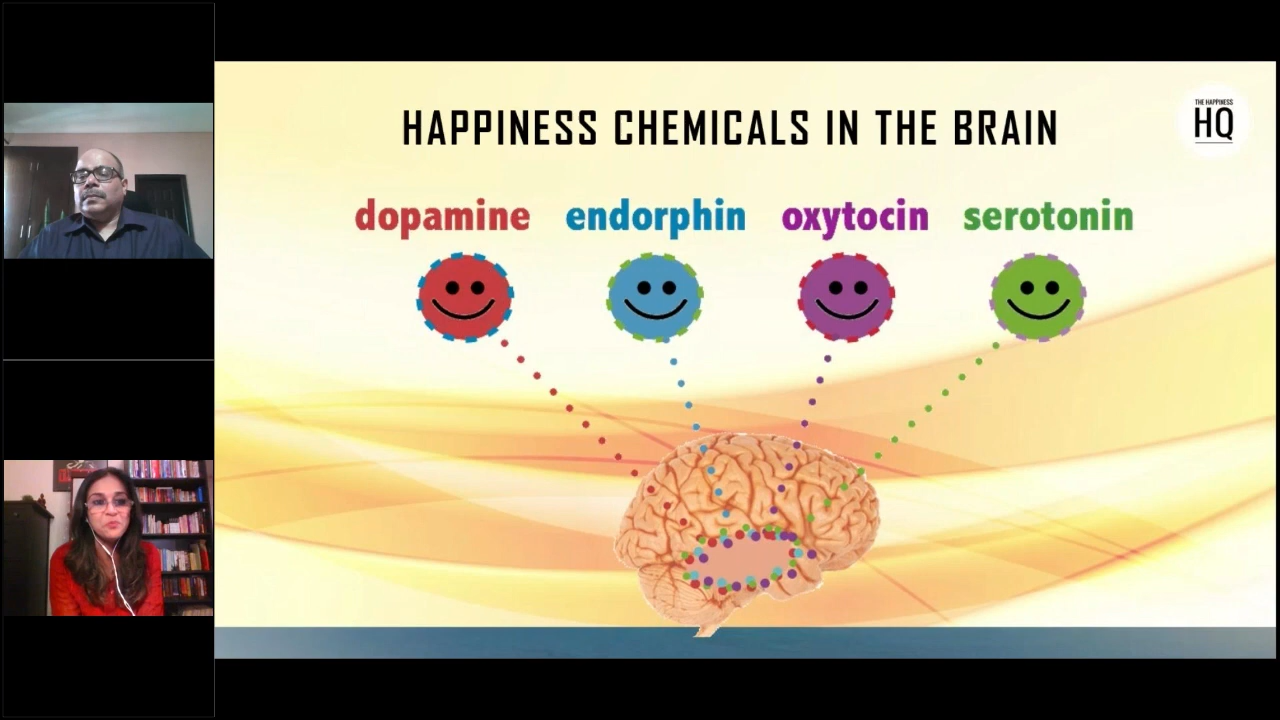 HAPPINESS CHEMICALS IN THE BRAIN
THE HAPPINESS
HQ
dopamine endorphin oxytocin serotonin